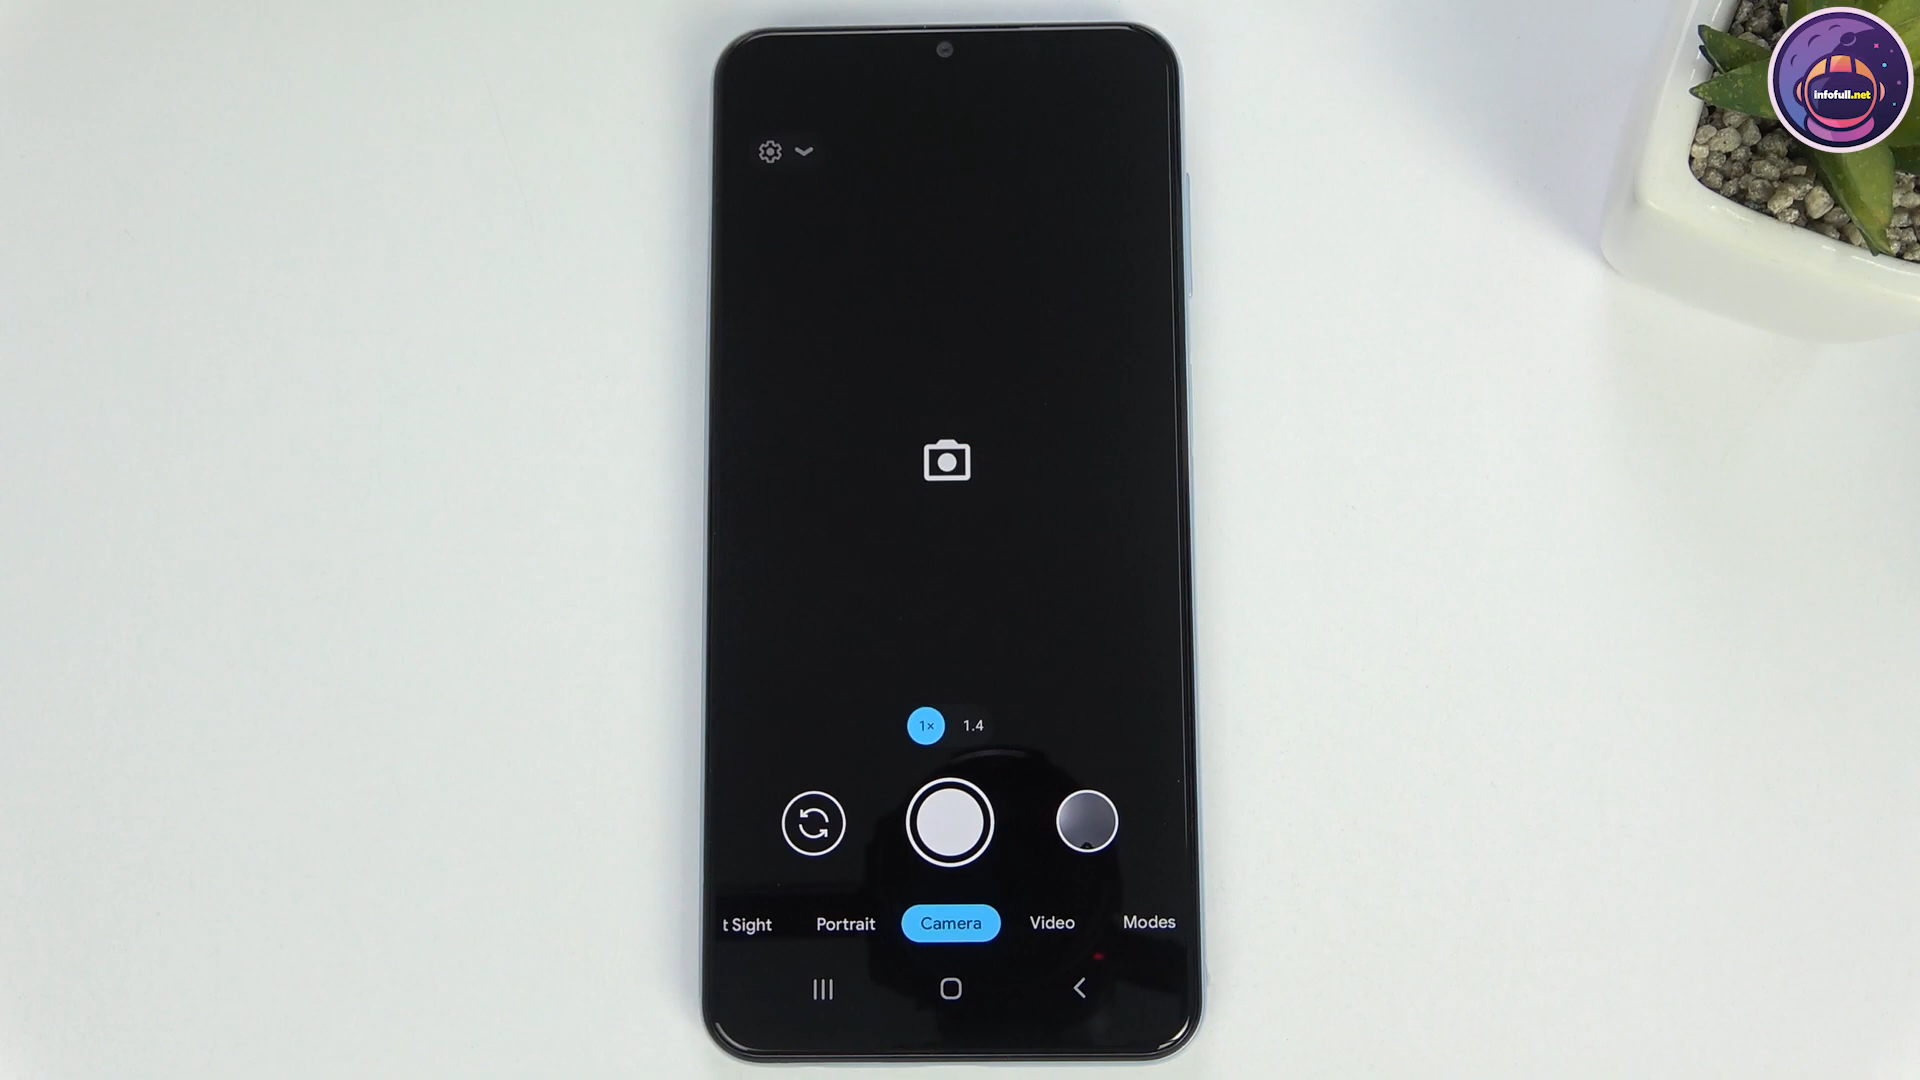 infofull.net
1×
1.4
t Sight
Portrait
Camera
Video
Modes